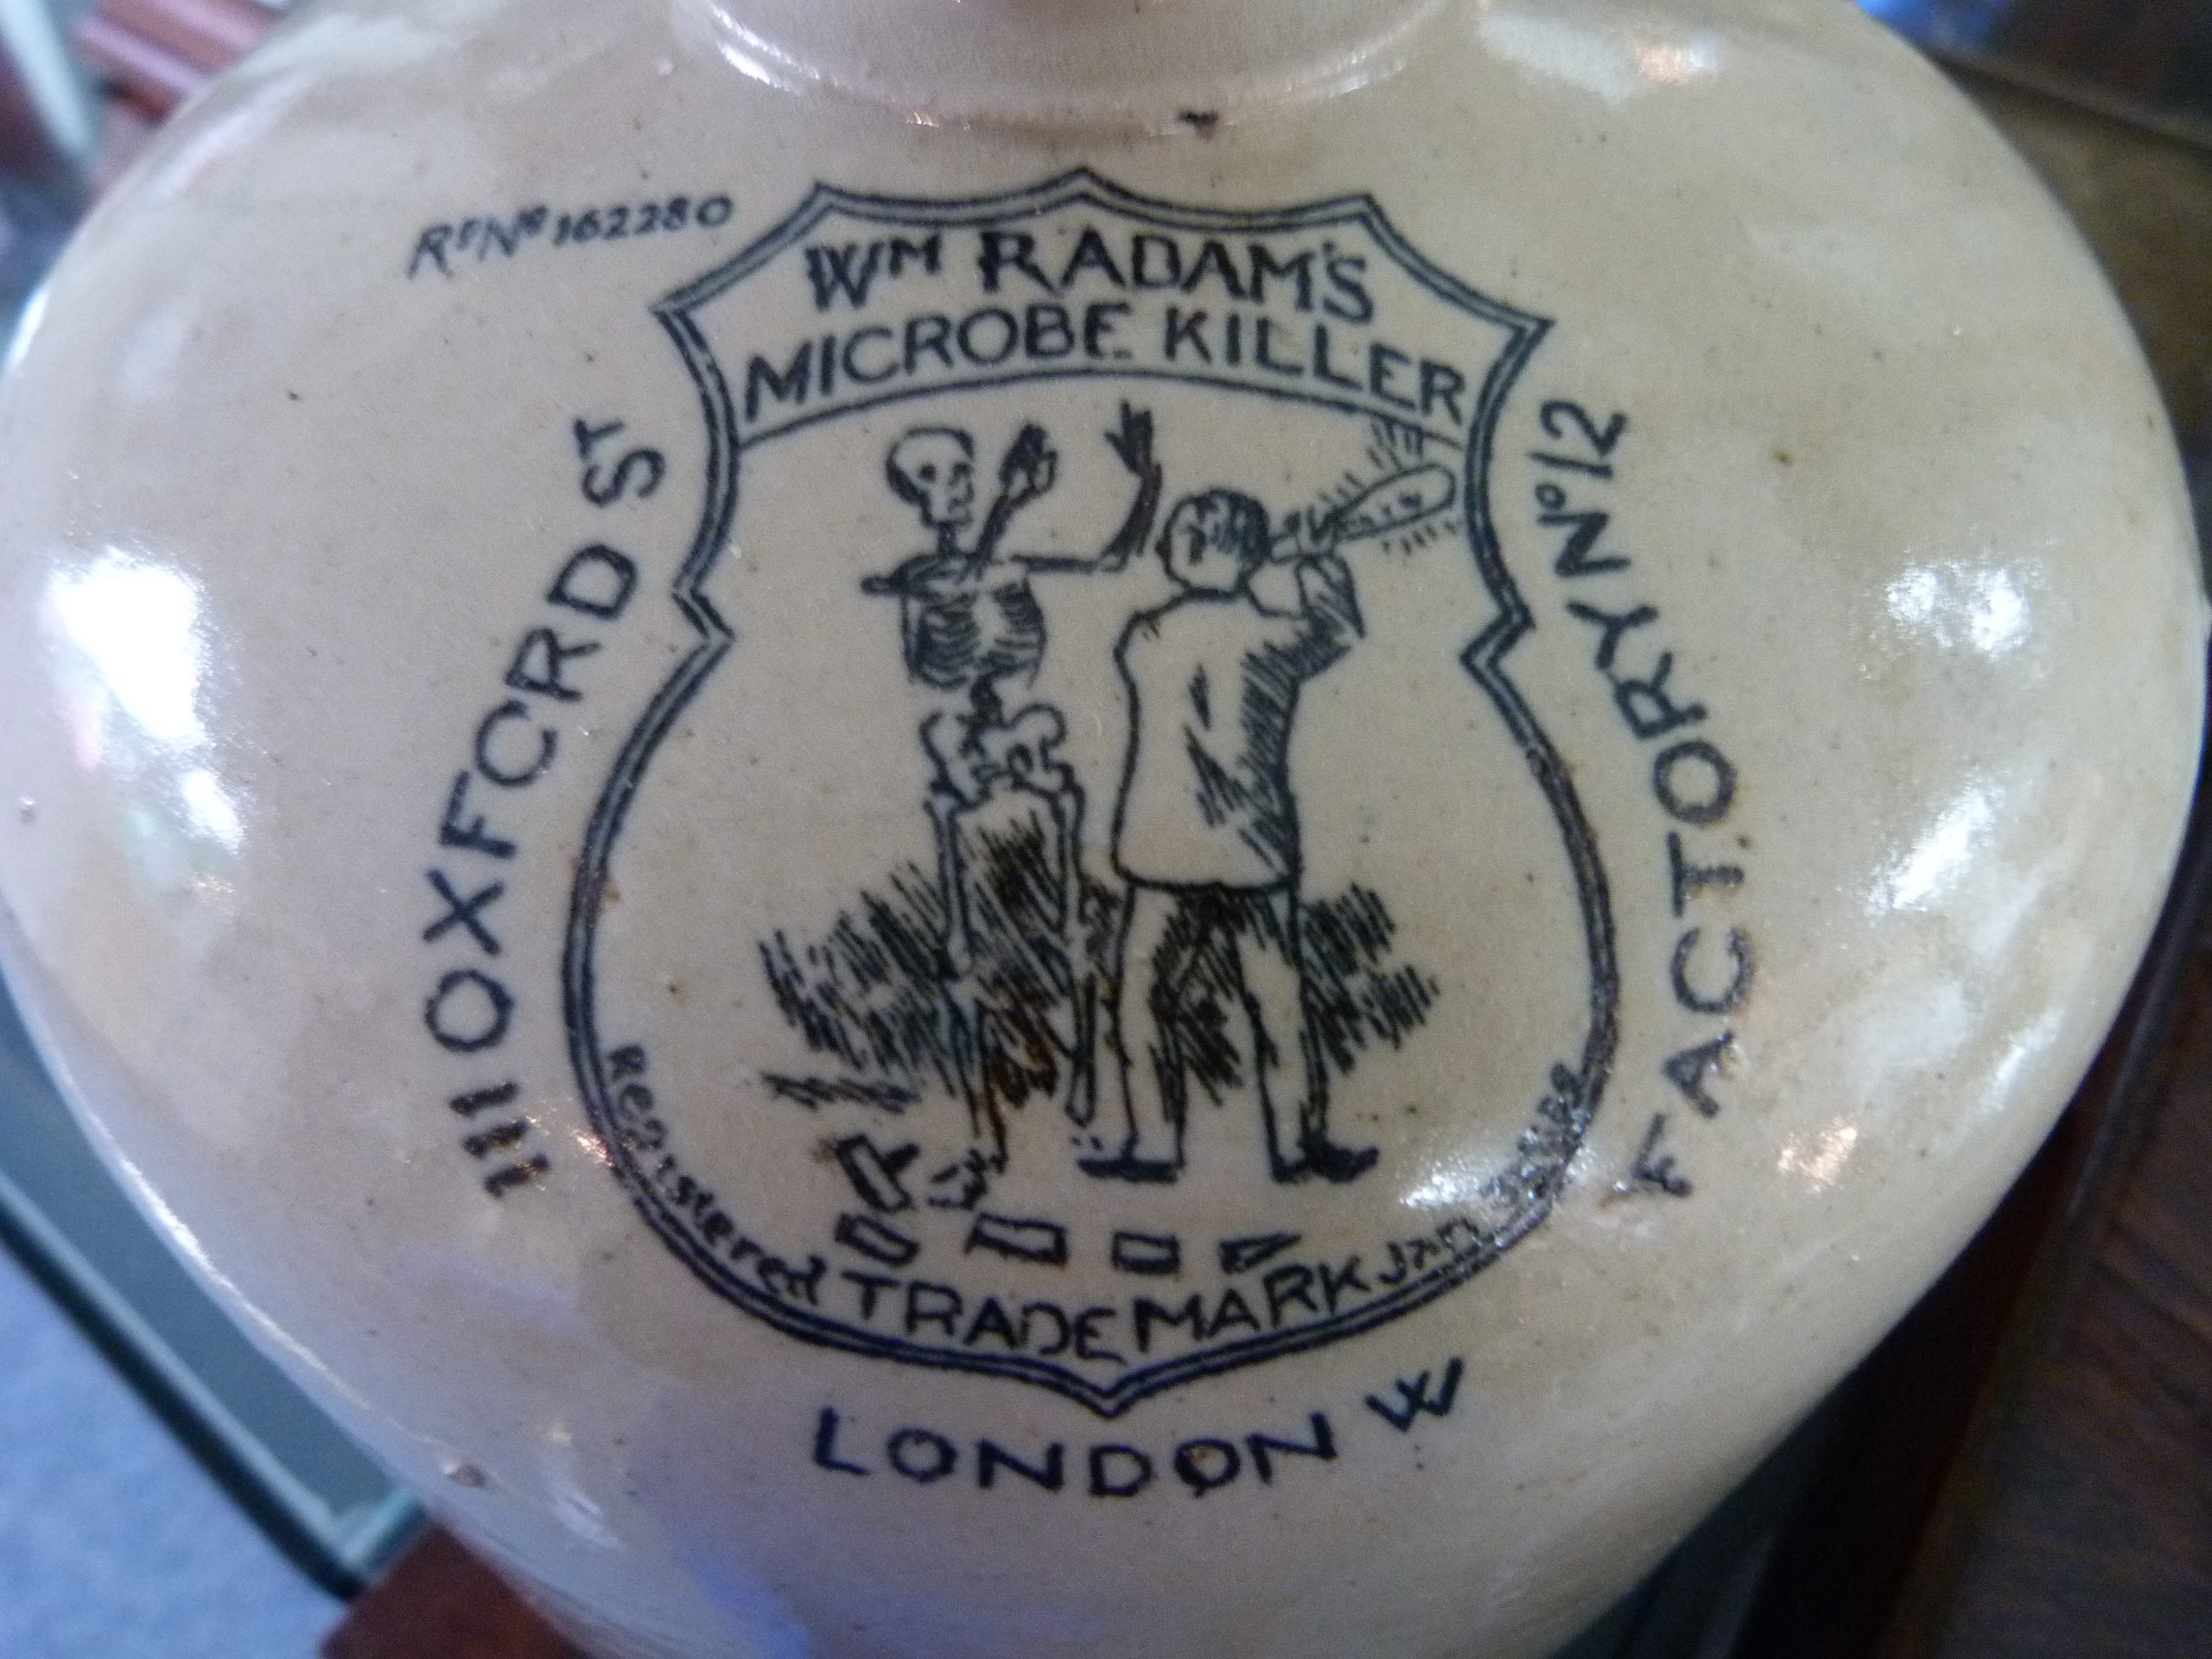 Rᴰ Nᴼ 162280
Wᴹ RADAM'S
MICROBE KILLER
111 OXFORD Sᵀ
FACTORY Nº 12
Registered TRADE MARK
LONDON W